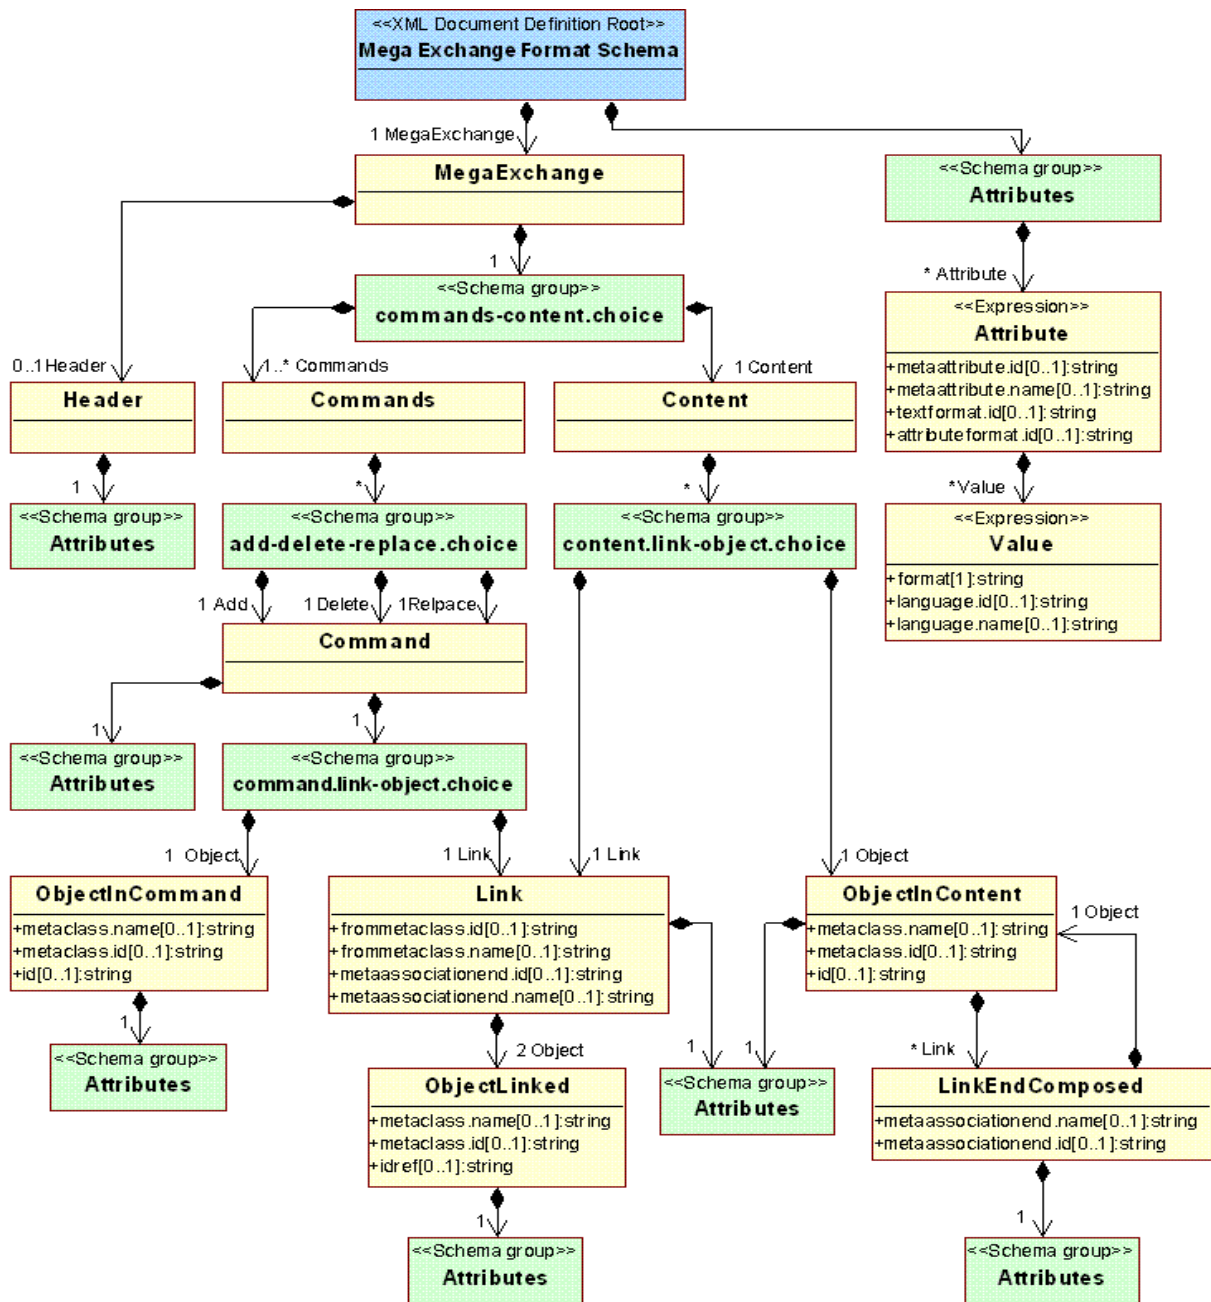 <<XML Document Definition Root>>
Mega Exchange Format Schema
1 MegaExchange
MegaExchange
<<Schema group>>
Attributes
1
* Attribute
<<Schema group>>
commands-content.choice
<<Expression>>
Attribute
+metaattribute.id[0..1]:string
+metaattribute.name[0..1]:string
+textformat.id[0..1]:string
+attributeformat.id[0..1]:string
0..1Header
1..* Commands
1 Content
Header
Commands
Content
1
*
*
*Value
<<Schema group>>
Attributes
<<Schema group>>
add-delete-replace.choice
<<Schema group>>
content.link-object.choice
<<Expression>>
Value
+format[1]:string
+language.id[0..1]:string
+language.name[0..1]:string
1 Add
1Delete
1Relpace
Command
1
1
<<Schema group>>
Attributes
<<Schema group>>
command.link-object.choice
1 Object
1 Link
1 Link
1 Object
ObjectInCommand
+metaclass.name[0..1]:string
+metaclass.id[0..1]:string
+id[0..1]:string
Link
+frommetaclass.id[0..1]:string
+frommetaclass.name[0..1]:string
+metaassociationend.id[0..1]:string
+metaassociationend.name[0..1]:string
ObjectInContent
+metaclass.name[0..1]:string
+metaclass.id[0..1]:string
+id[0..1]:string
1 Object
1
<<Schema group>>
Attributes
2 Object
1
1
* Link
ObjectLinked
+metaclass.name[0..1]:string
+metaclass.id[0..1]:string
+idref[0..1]:string
<<Schema group>>
Attributes
LinkEndComposed
+metaassociationend.name[0..1]:string
+metaassociationend.id[0..1]:string
1
1
<<Schema group>>
Attributes
<<Schema group>>
Attributes